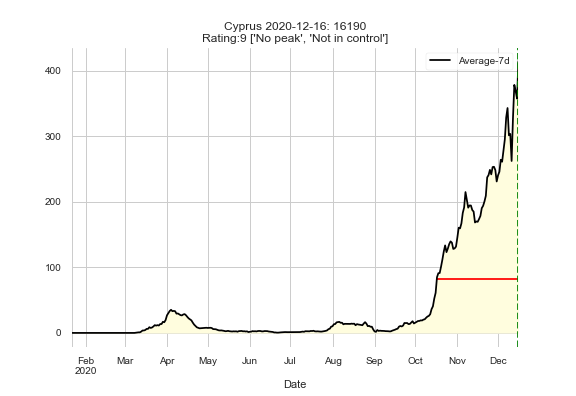 Cyprus 2020-12-16: 16190
Rating:9 ['No peak', 'Not in control']
Average-7d
400
300
200
100
0
Feb Mar Apr May Jun Jul Aug Sep Oct Nov Dec
2020
Date